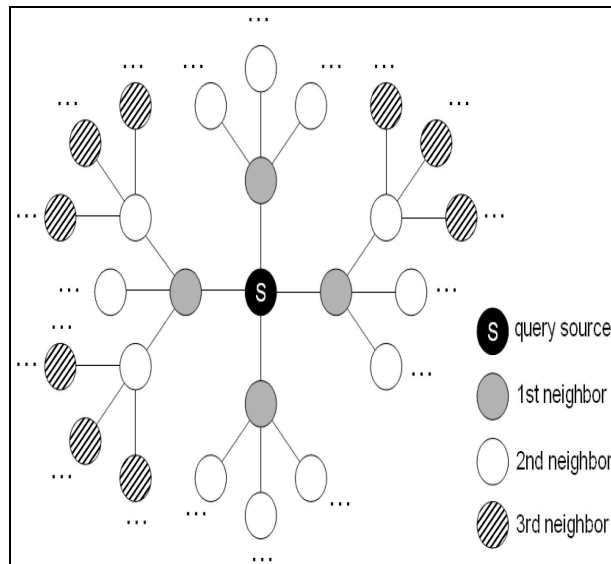 S
S query source
1st neighbor
2nd neighbor
3rd neighbor